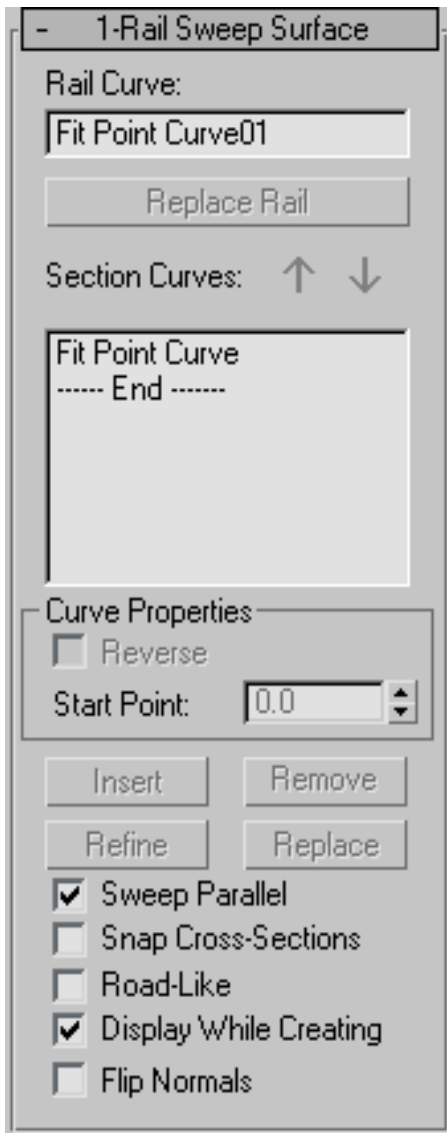 - 1-Rail Sweep Surface
Rail Curve:
Fit Point Curve01
Replace Rail
Section Curves:
Fit Point Curve
------ End -------
Curve Properties
Reverse
Start Point: 0.0
Insert Remove
Refine Replace
Sweep Parallel
Snap Cross-Sections
Road-Like
Display While Creating
Flip Normals